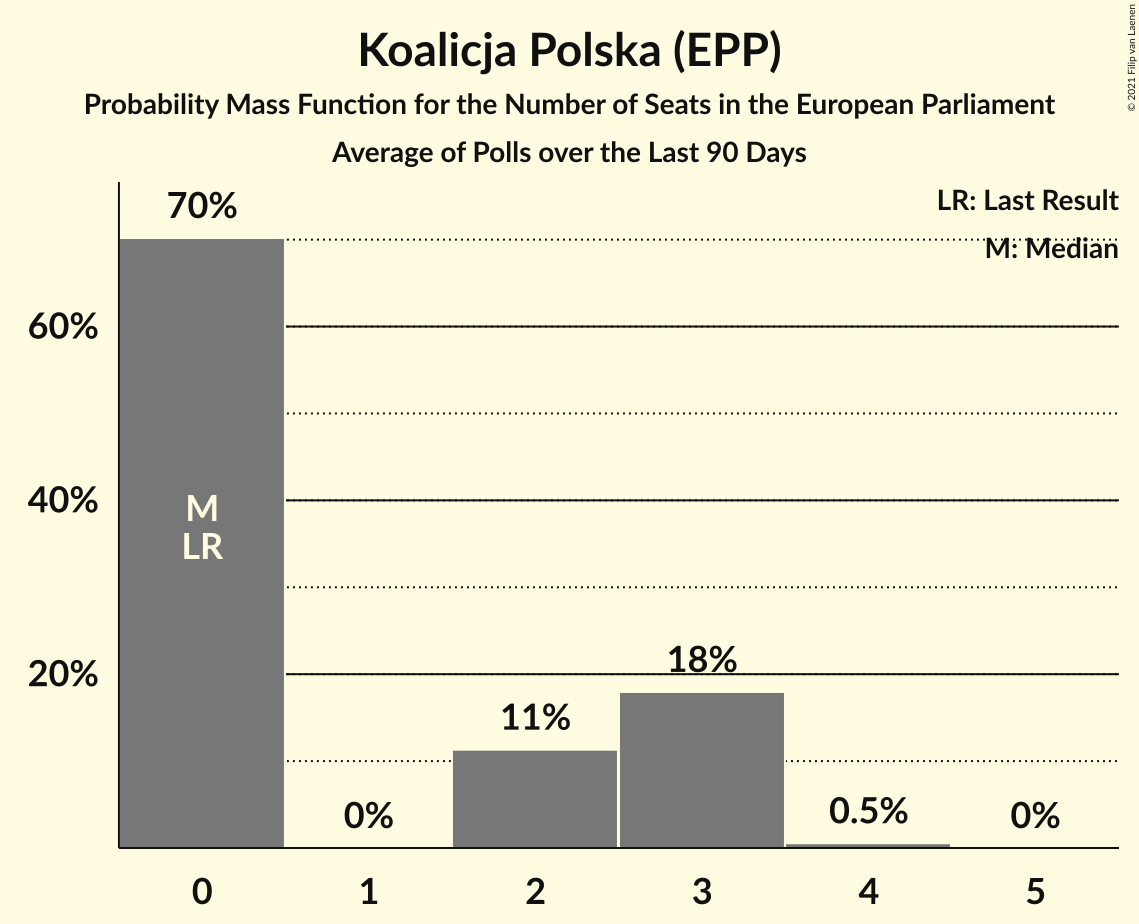 Koalicja Polska (EPP)
Probability Mass Function for the Number of Seats in the European Parliament
Average of Polls over the Last 90 Days
© 2021 Filip van Laenen
LR: Last Result
M: Median
70%
60%
40%
20%
M
LR
0%
11%
18%
0.5%
0%
0 1 2 3 4 5